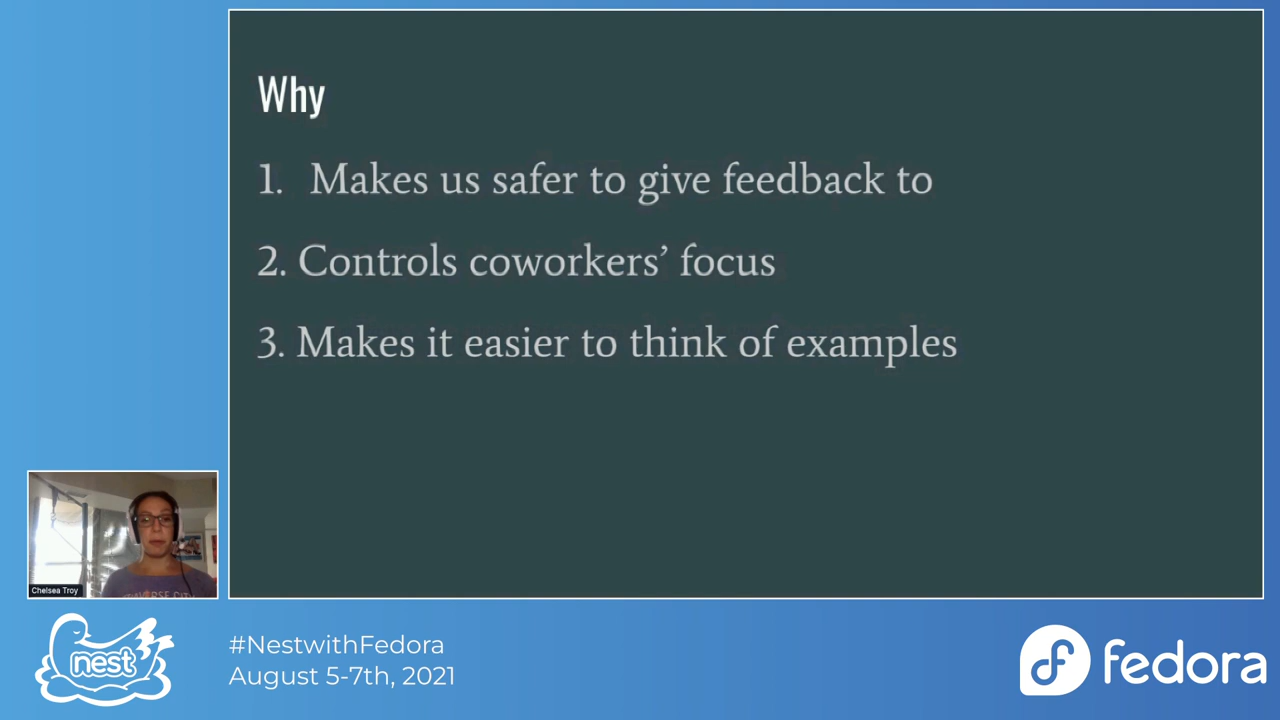 Why
1. Makes us safer to give feedback to
2. Controls coworkers’ focus
3. Makes it easier to think of examples
Chelsea Troy
nest
#NestwithFedora
August 5-7th, 2021
fedora